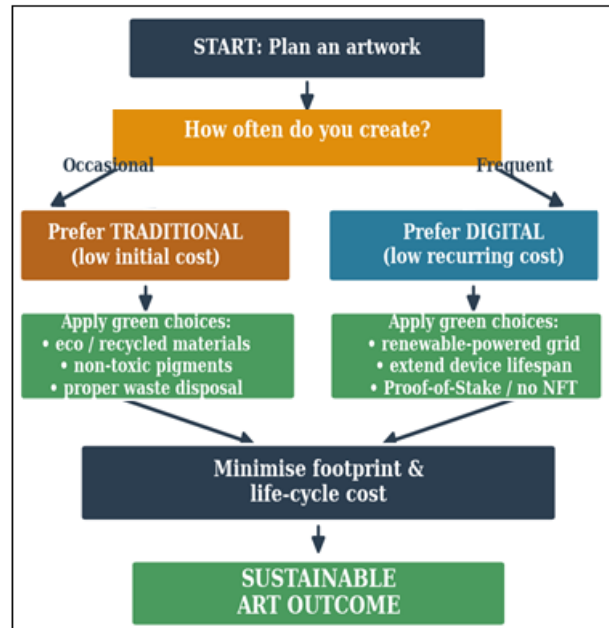 START: Plan an artwork
How often do you create?
Occasional
Frequent
Prefer TRADITIONAL
(low initial cost)
Prefer DIGITAL
(low recurring cost)
Apply green choices:
• eco / recycled materials
• non-toxic pigments
• proper waste disposal
Apply green choices:
• renewable-powered grid
• extend device lifespan
• Proof-of-Stake / no NFT
Minimise footprint &
life-cycle cost
SUSTAINABLE
ART OUTCOME